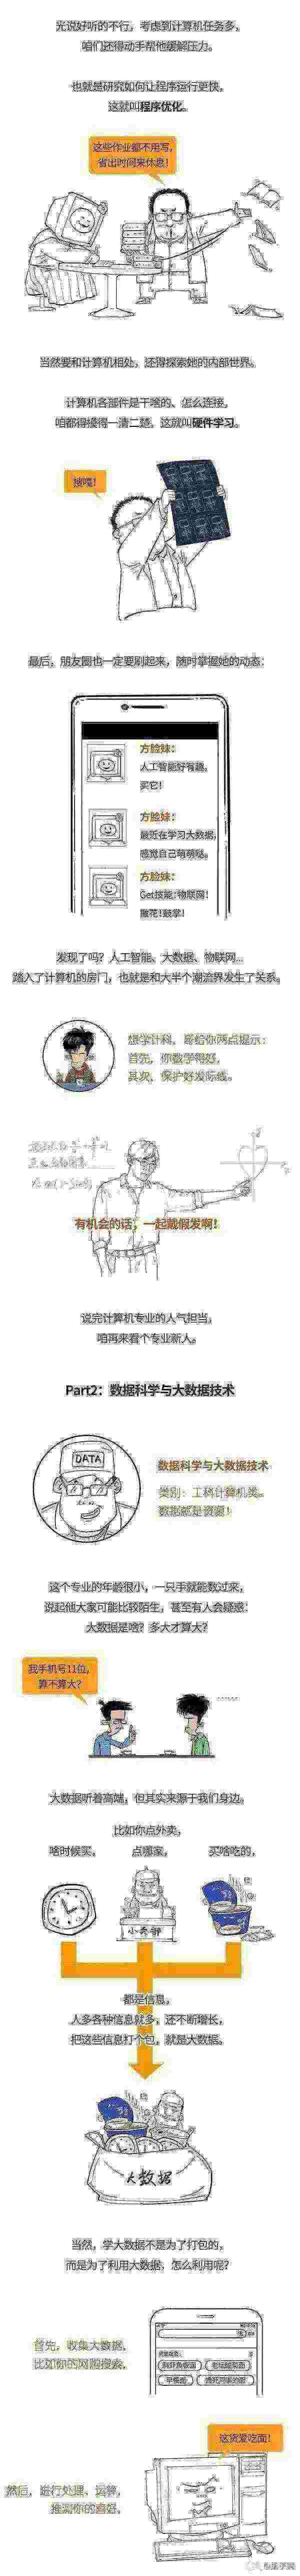 光说好听的不行，考虑到计算机任务多，
咱们还得动手帮他缓解压力。
也就是研究如何让程序运行更快，
这就叫程序优化。
这些作业都不用写，
省出时间来休息！
当然要和计算机相处，还得探索她的内部世界。
计算机各部件是干啥的、怎么连接，
咱都得摸得一清二楚。这就叫硬件学习。
搜嘎！
最后，朋友圈也一定要刷起来，随时掌握她的动态：
方脸妹：
人工智能好有趣，
买它！
方脸妹：
最近在学习大数据，
感觉自己萌萌哒。
方脸妹：
Get技能：物联网！
撒花！鼓掌！
发现了吗？人工智能、大数据、物联网...
踏入了计算机的房门，也就是和大半个潮流界发生了关系。
想学计科，寄给你两点提示：
首先，你数学得好，
其次，保护好发际线。
有机会的话，一起戴假发啊！
说完计算机专业的人气担当，
咱再来看个专业新人。
Part2：数据科学与大数据技术
DATA
数据科学与大数据技术
类别：工科计算机类。
数据就是资源！
这个专业的年龄很小，一只手就能数过来，
说起他大家可能比较陌生，甚至有人会疑惑：
大数据是啥？多大才算大？
我手机号11位，
算不算大？
......
大数据听着高端，但其实来源于我们身边。
比如你点外卖，
啥时候买， 点哪家， 买啥吃的，
都是信息，
人多各种信息就多，还不断增长，
把这些信息打个包，就是大数据。
大数据
当然，学大数据不是为了打包的，
而是为了利用大数据，怎么利用呢？
首先，收集大数据，
比如你的网购搜索，
老坛酸菜面
这货爱吃面！
然后，进行处理、运算，
推测你的喜好，